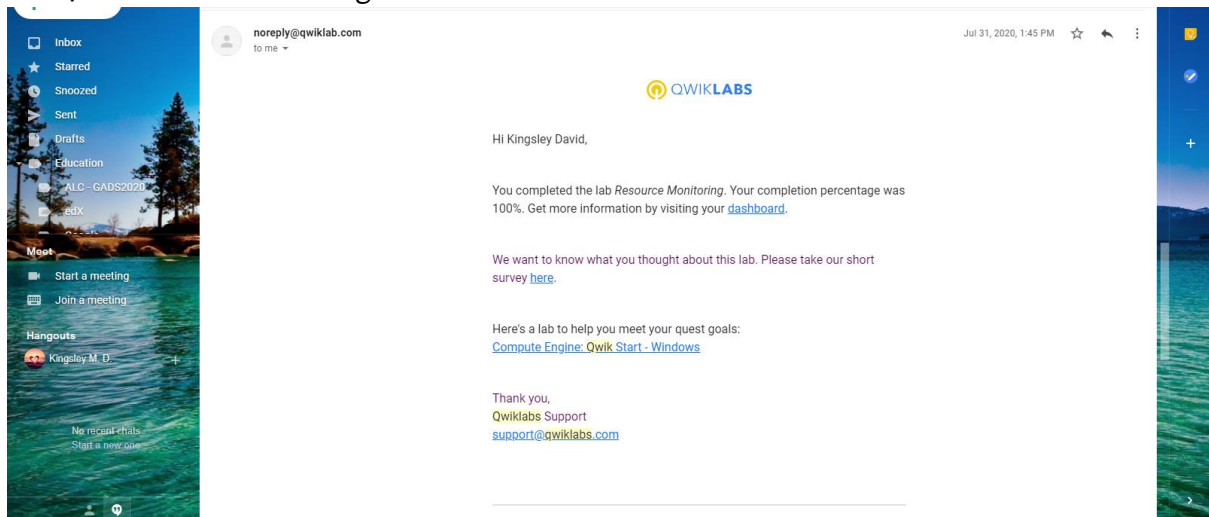 Inbox
Starred
Snoozed
Sent
Drafts
Education
ALC - GADS2020
edX
Meet
Start a meeting
Join a meeting
Hangouts
Kingsley M. D
No recent chats
Start a new one
noreply@qwiklab.com
to me
Jul 31, 2020, 1:45 PM
QWIKLABS
Hi Kingsley David,
You completed the lab Resource Monitoring. Your completion percentage was
100%. Get more information by visiting your dashboard.
We want to know what you thought about this lab. Please take our short
survey here.
Here's a lab to help you meet your quest goals:
Compute Engine: Qwik Start - Windows
Thank you,
Qwiklabs Support
support@qwiklabs.com